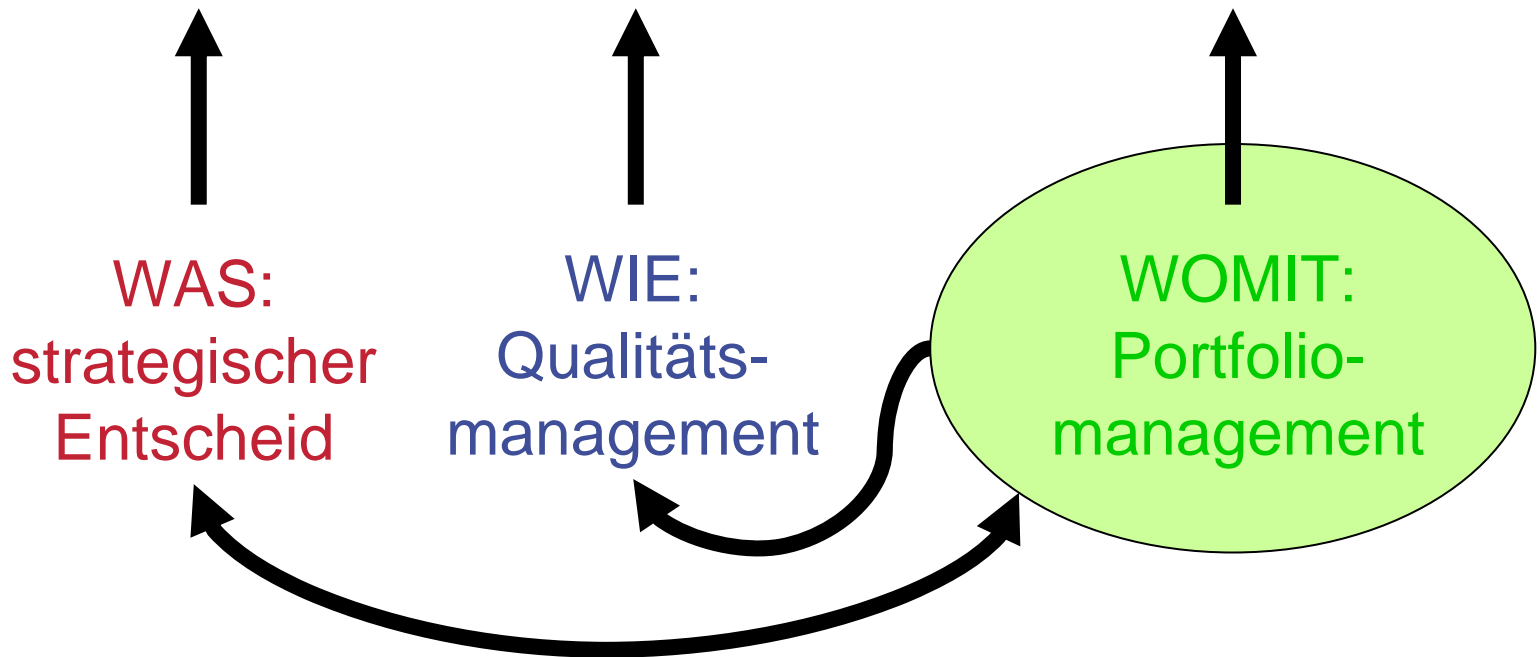 WAS:
strategischer
Entscheid
WIE:
Qualitäts-
management
WOMIT:
Portfolio-
management